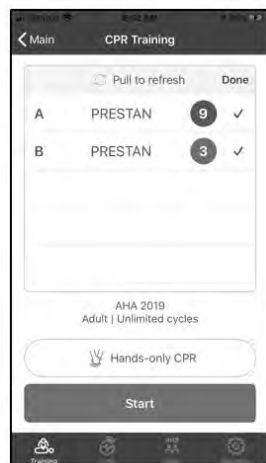 Main CPR Training
Pull to refresh Done
A PRESTAN 9
B PRESTAN 3
AHA 2019
Adult | Unlimited cycles
Hands-only CPR
Start
Training